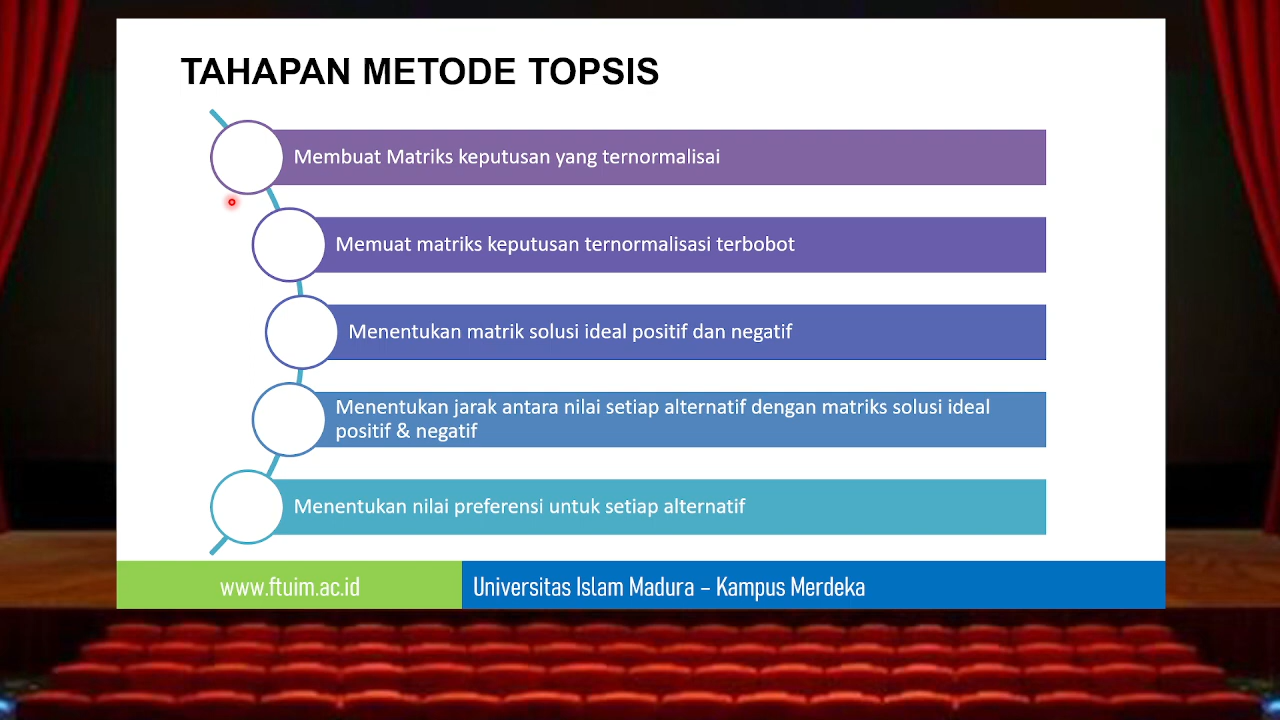 TAHAPAN METODE TOPSIS
Membuat Matriks keputusan yang ternormalisai
Memuat matriks keputusan ternormalisasi terbobot
Menentukan matrik solusi ideal positif dan negatif
Menentukan jarak antara nilai setiap alternatif dengan matriks solusi ideal
positif & negatif
Menentukan nilai preferensi untuk setiap alternatif
www.ftuim.ac.id
Universitas Islam Madura – Kampus Merdeka